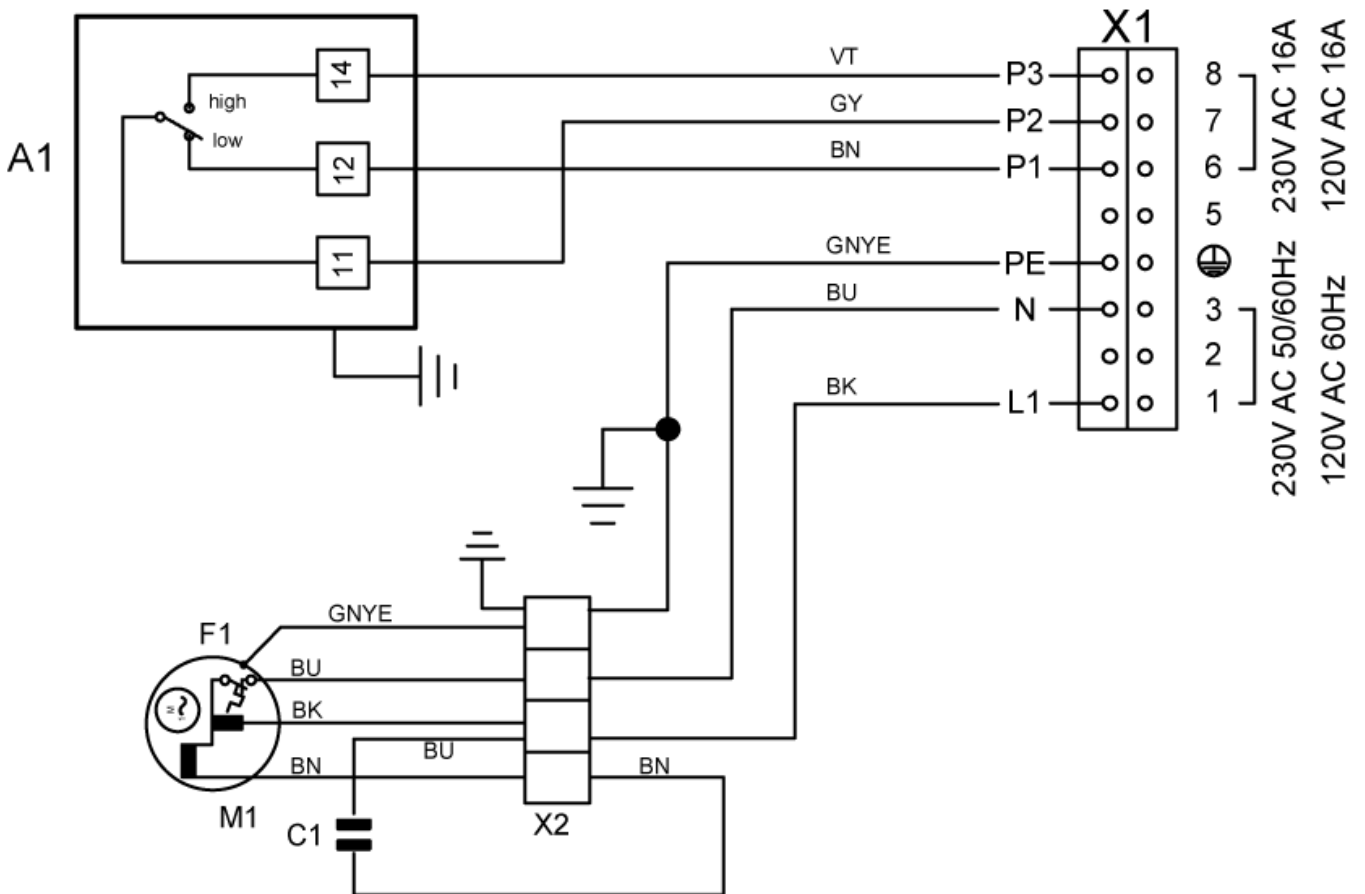 X1
A1
14
high
low
12
11
VT
P3
8
GY
P2
7
BN
P1
6
5
GNYE
PE
BU
N
3
2
BK
L1
1
230V AC 16A
120V AC 16A
230V AC 50/60Hz
120V AC 60Hz
F1
GNYE
BU
M
1~
BK
BU
BN
BN
M1
C1
X2